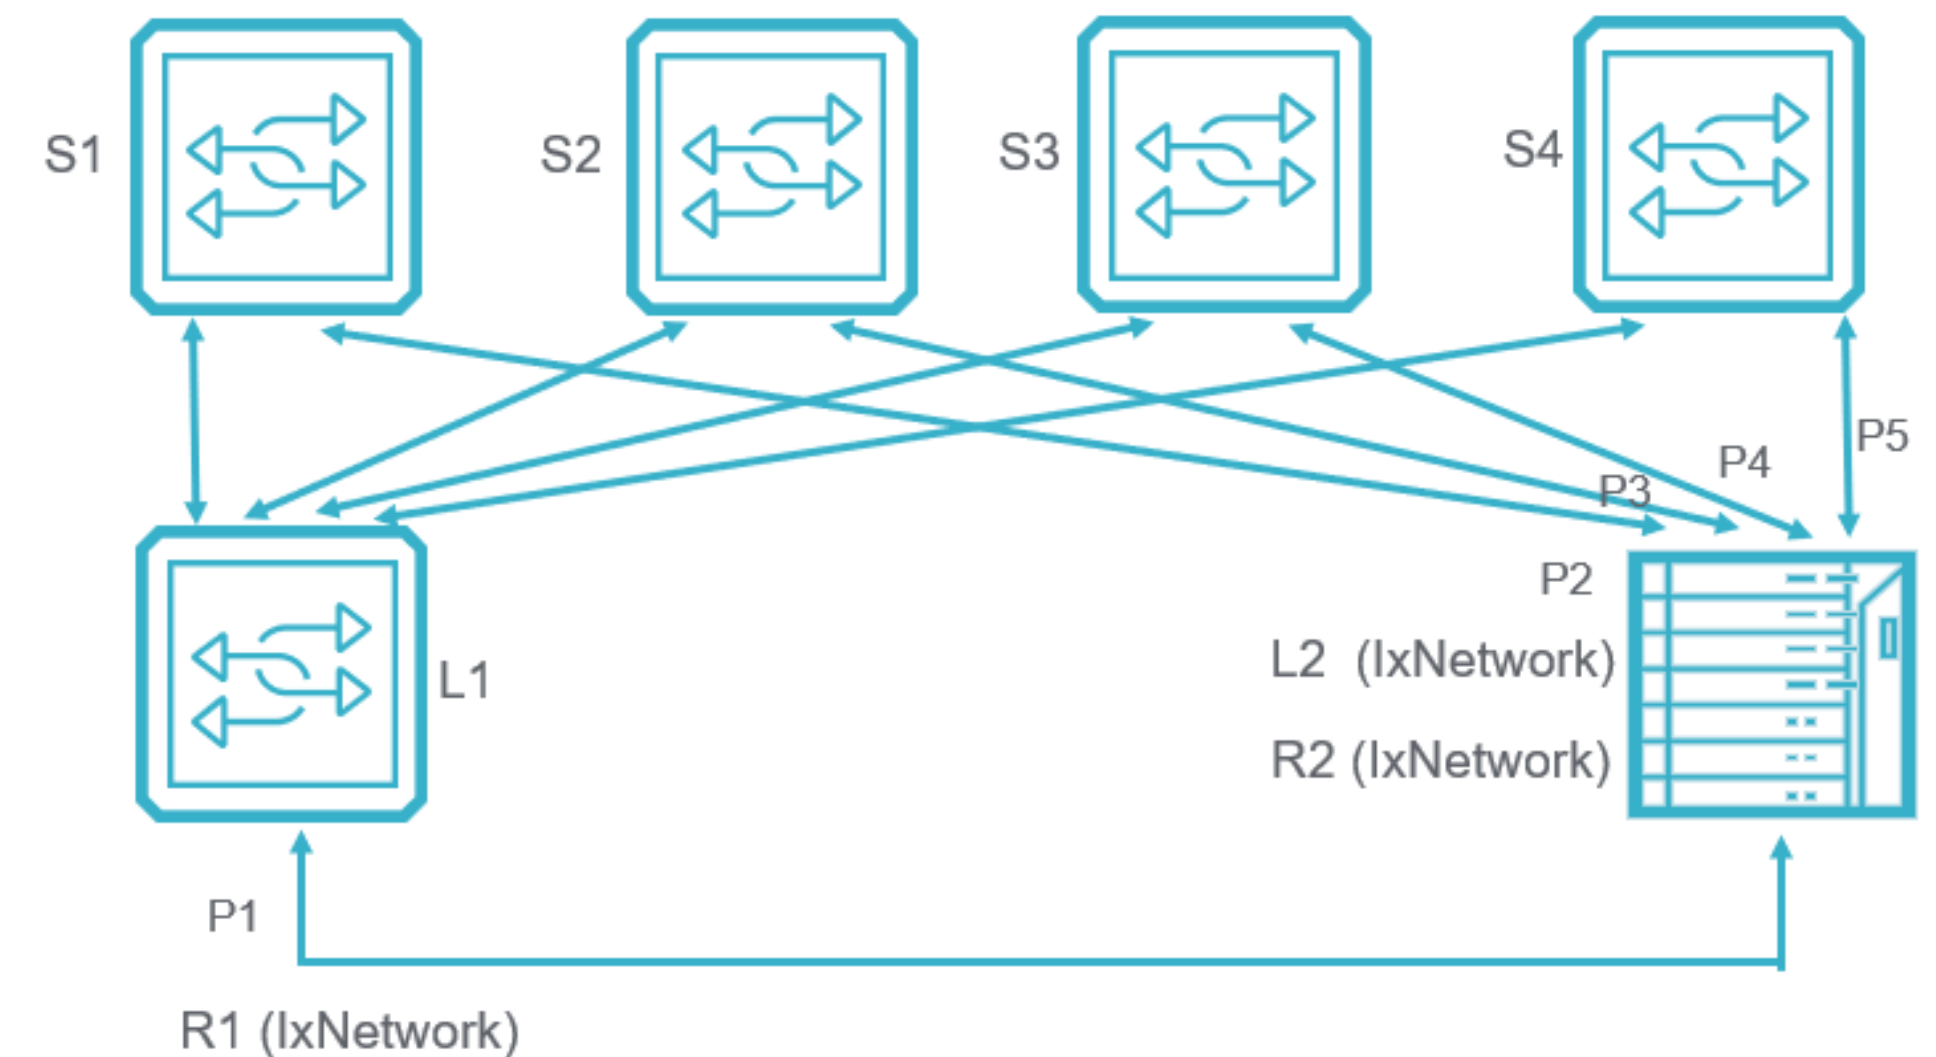 S1
S2
S3
S4
P5
P4
P3
P2
L2 (IxNetwork)
L1
R2 (IxNetwork)
P1
R1 (IxNetwork)